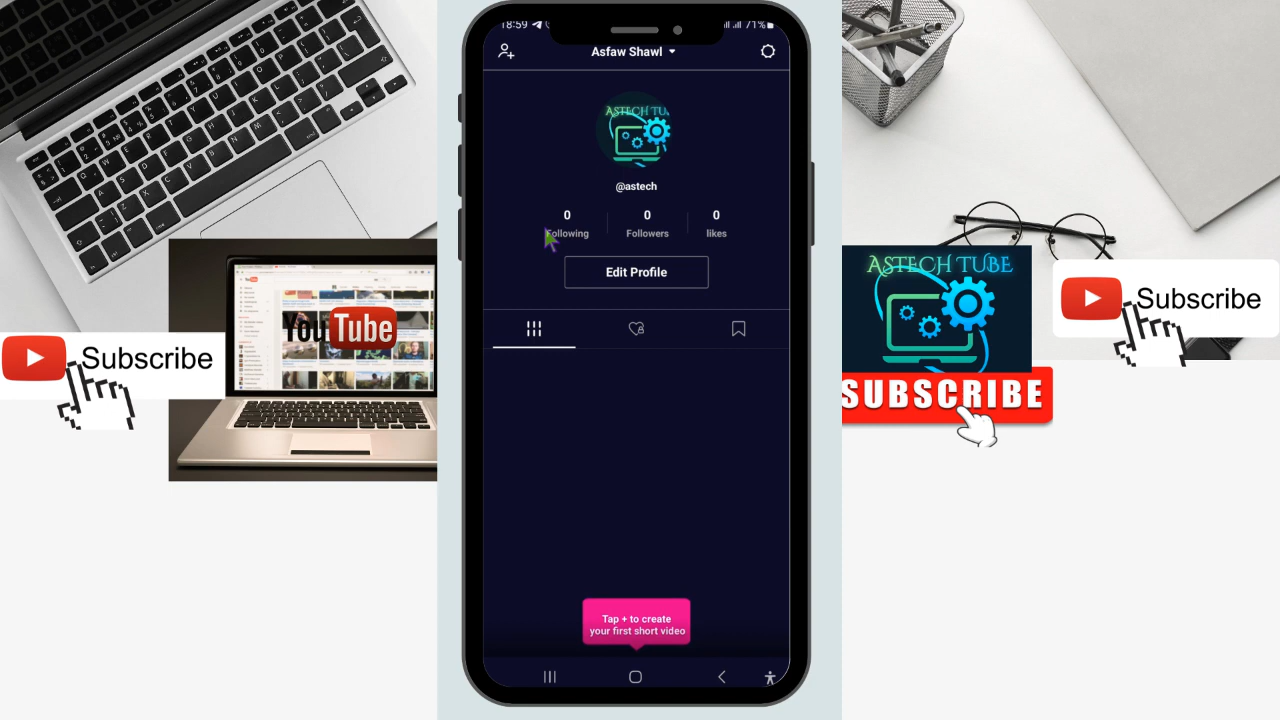 18:59
71%
Asfaw Shawl
ASTECH TU
@astech
0
Following
0
Followers
0
likes
Edit Profile
Tap + to create
your first short video
YouTube
Subscribe
ASTECH TUBE
SUBSCRIBE
Subscribe